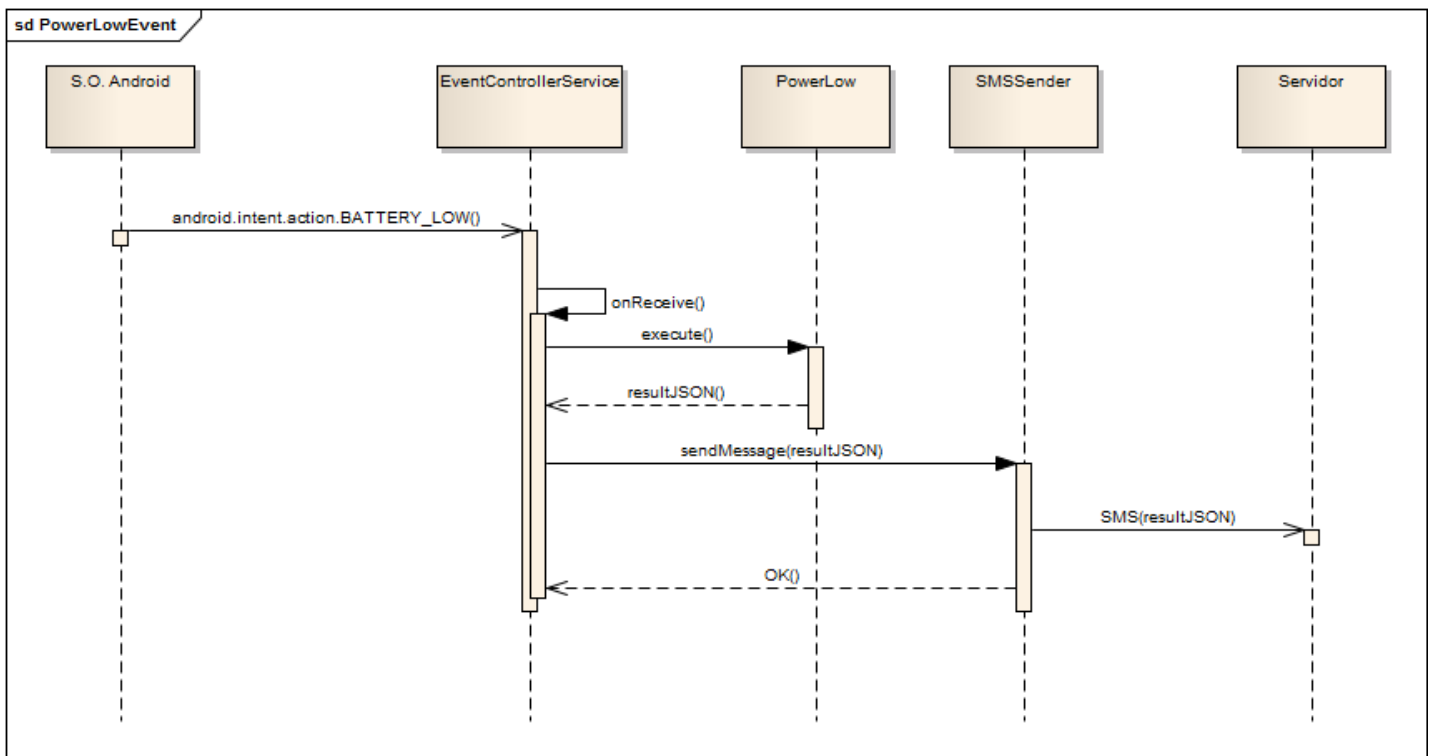 sd PowerLowEvent
S.O. Android
EventControllerService
PowerLow
SMSSender
Servidor
android.intent.action.BATTERY_LOW()
onReceive()
execute()
resultJSON()
sendMessage(resultJSON)
SMS(resultJSON)
OK()